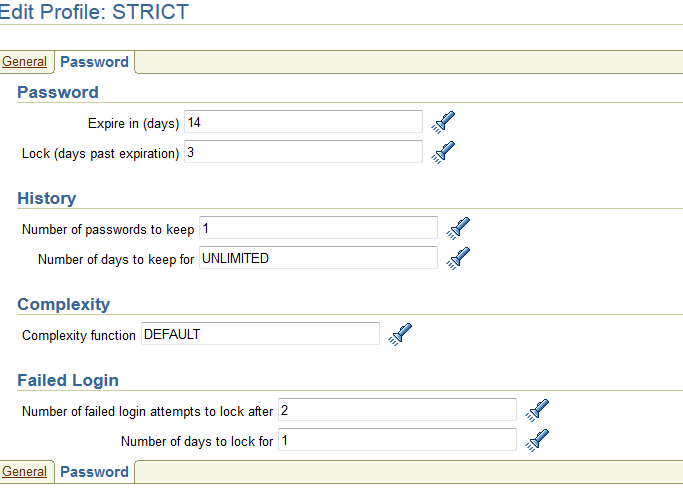 Edit Profile: STRICT
General Password
Password
Expire in (days) 14
Lock (days past expiration) 3
History
Number of passwords to keep 1
Number of days to keep for UNLIMITED
Complexity
Complexity function DEFAULT
Failed Login
Number of failed login attempts to lock after 2
Number of days to lock for 1
General Password